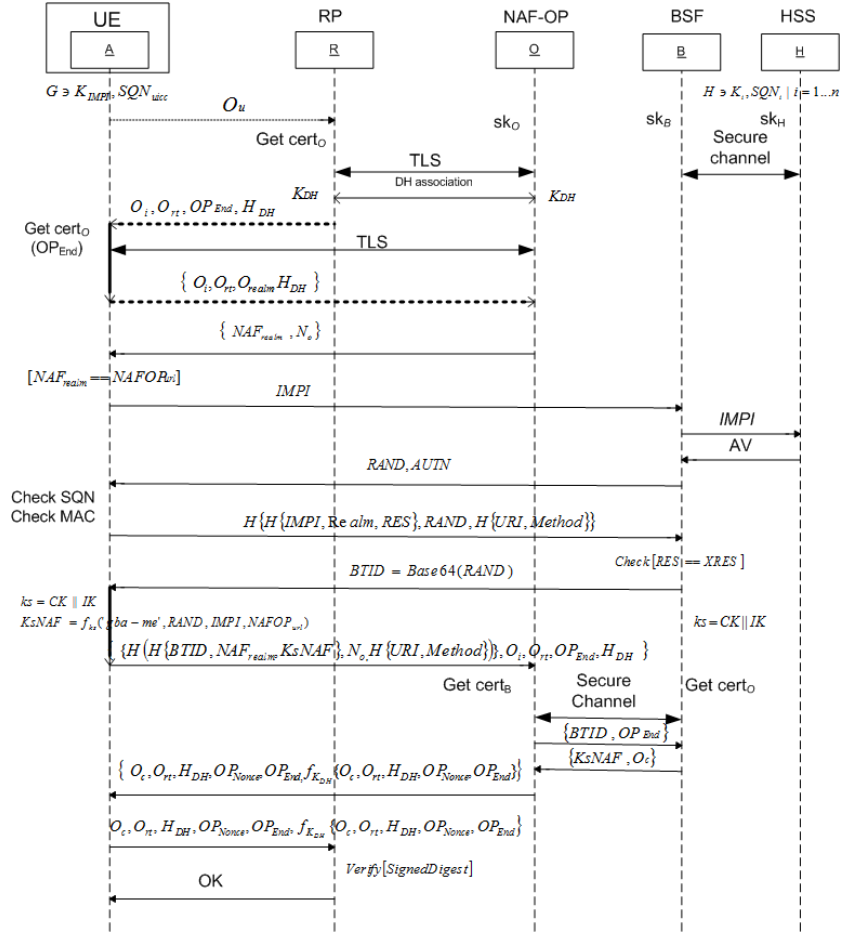 UE RP NAF-OP BSF HSS
A R O B H
G ∋ K_IMPI, SQN_uicc
H ∋ K_i, SQN_i | i = 1...n
O_u
Get cert_O
sk_O
sk_B
sk_H
Secure channel
TLS
DH association
K_DH
K_DH
O_i, O_rt, OP_End, H_DH
Get cert_O
(OP_End)
TLS
{ O_i, O_rt, O_realm H_DH }
{ NAF_realm , N_o }
[NAF_realm == NAFOP_url]
IMPI
IMPI
AV
RAND, AUTN
Check SQN
Check MAC
H{H{IMPI, Realm, RES}, RAND, H{URI, Method}}
Check[RES == XRES ]
BTID = Base64(RAND)
ks = CK || IK
KsNAF = f_ks('gba-me', RAND, IMPI, NAFOP_url)
ks = CK || IK
{H(H{BTID, NAF_realm, KsNAF}, N_o, H{URI, Method})}, O_i, O_rt, OP_End, H_DH }
Get cert_B
Secure
Channel
Get cert_O
{BTID , OP_End}
{KsNAF , O_c}
{ O_c, O_rt, H_DH, OP_Nonce, OP_End, f_K_DH {O_c, O_rt, H_DH, OP_Nonce, OP_End}}
O_c, O_rt, H_DH, OP_Nonce, OP_End, f_K_DH {O_c, O_rt, H_DH, OP_Nonce, OP_End}
Verify[SignedDigest]
OK